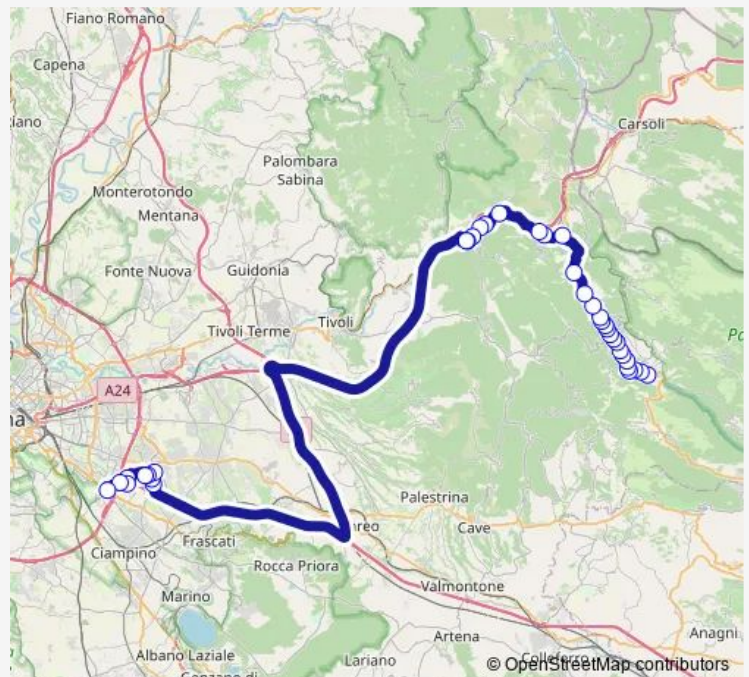 Fiano Romano
Capena
Carsoli
Palombara
Sabina
Monterotondo
Mentana
Fonte Nuova
Guidonia
Tivoli Terme
Tivoli
A24
Palestrina
Cave
Ciampino
Frascati
Rocca Priora
Valmontone
Marino
Artena
Anagni
Albano Laziale
Lariano
© OpenStreetMap contributors